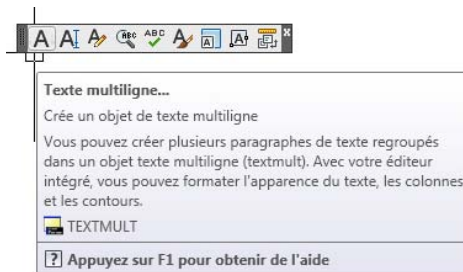 A A ABC ABC A A A
Texte multiligne...
Crée un objet de texte multiligne
Vous pouvez créer plusieurs paragraphes de texte regroupés
dans un objet texte multiligne (textmult). Avec votre éditeur
intégré, vous pouvez formater l'apparence du texte, les colonnes
et les contours.
TEXTMULT
? Appuyez sur F1 pour obtenir de l'aide